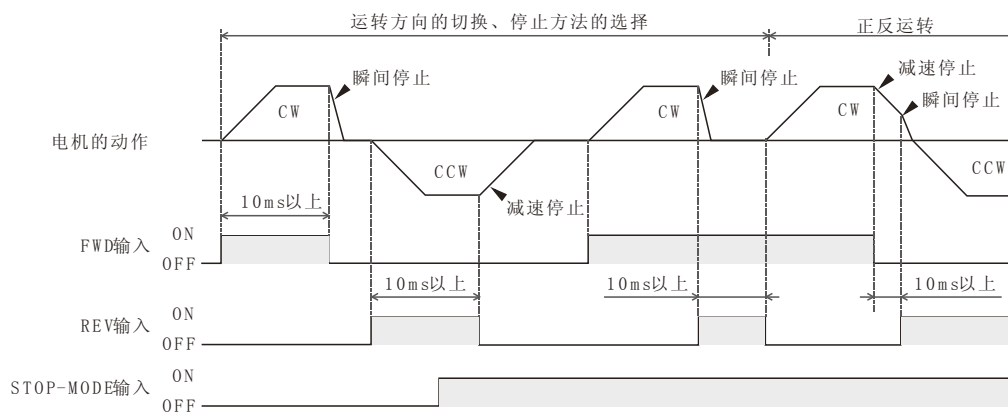 运转方向的切换、停止方法的选择
正反运转
瞬间停止
瞬间停止
减速停止
瞬间停止
CW
CW
CW
电机的动作
CCW
CCW
减速停止
10ms以上
FWD输入
ON
OFF
10ms以上
10ms以上
10ms以上
REV输入
ON
OFF
STOP-MODE输入
ON
OFF